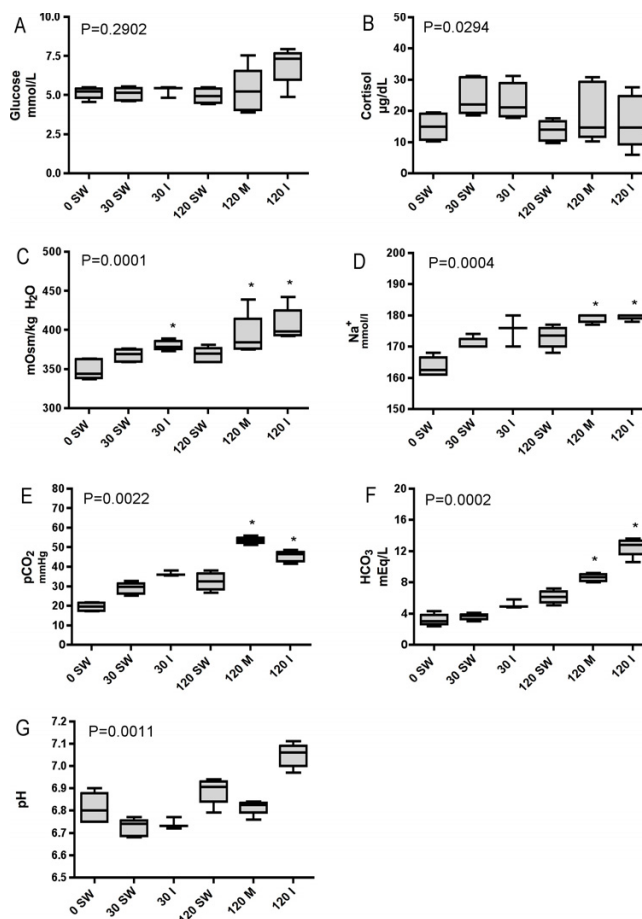 A
P=0.2902
Glucose
mmol/L
10.0
7.5
5.0
2.5
0.0
0 SW
30 SW
30 I
120 SW
120 M
120 I
B
P=0.0294
Cortisol
µg/dL
50
40
30
20
10
0
0 SW
30 SW
30 I
120 SW
120 M
120 I
C
P=0.0001
mOsm/kg H₂O
500
450
400
350
300
*
*
*
0 SW
30 SW
30 I
120 SW
120 M
120 I
D
P=0.0004
Na⁺
mmol/l
190
180
170
160
150
*
*
0 SW
30 SW
30 I
120 SW
120 M
120 I
E
P=0.0022
pCO₂
mmHg
80
70
60
50
40
30
20
10
0
*
*
0 SW
30 SW
30 I
120 SW
120 M
120 I
F
P=0.0002
HCO₃
mEq/L
16
12
8
4
0
*
*
0 SW
30 SW
30 I
120 SW
120 M
120 I
G
P=0.0011
pH
7.2
7.1
7.0
6.9
6.8
6.7
6.6
6.5
0 SW
30 SW
30 I
120 SW
120 M
120 I